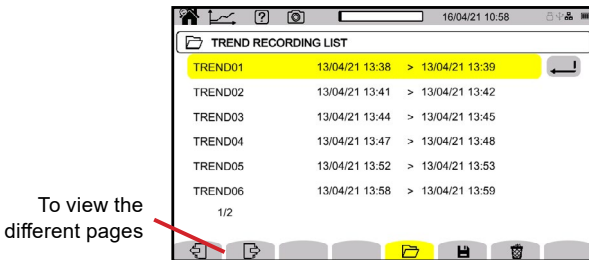 16/04/21 10:58
TREND RECORDING LIST
TREND01 13/04/21 13:38 > 13/04/21 13:39
TREND02 13/04/21 13:41 > 13/04/21 13:42
TREND03 13/04/21 13:44 > 13/04/21 13:45
TREND04 13/04/21 13:47 > 13/04/21 13:48
TREND05 13/04/21 13:52 > 13/04/21 13:53
TREND06 13/04/21 13:58 > 13/04/21 13:59
1/2
To view the
different pages